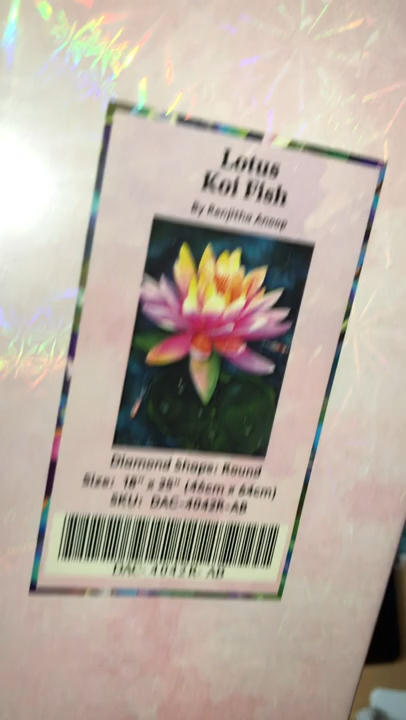 Lotus
Koi Fish
By Ranjitha Anoop
Diamond Shape: Round
Size: 18" x 25" (46cm x 64cm)
SKU: DAC-4042R-AB
DAC-4042R-AB